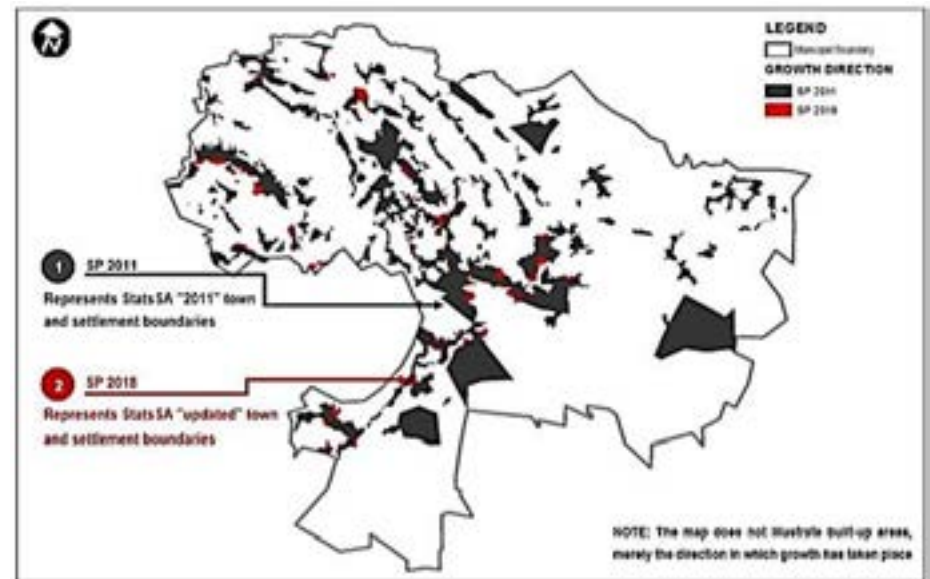 N
LEGEND
Municipal Boundary
GROWTH DIRECTION
SP 2011
SP 2018
1 SP 2011
Represents StatsSA "2011" town
and settlement boundaries
2 SP 2018
Represents StatsSA "updated" town
and settlement boundaries
NOTE: The map does not illustrate built-up areas,
merely the direction in which growth has taken place